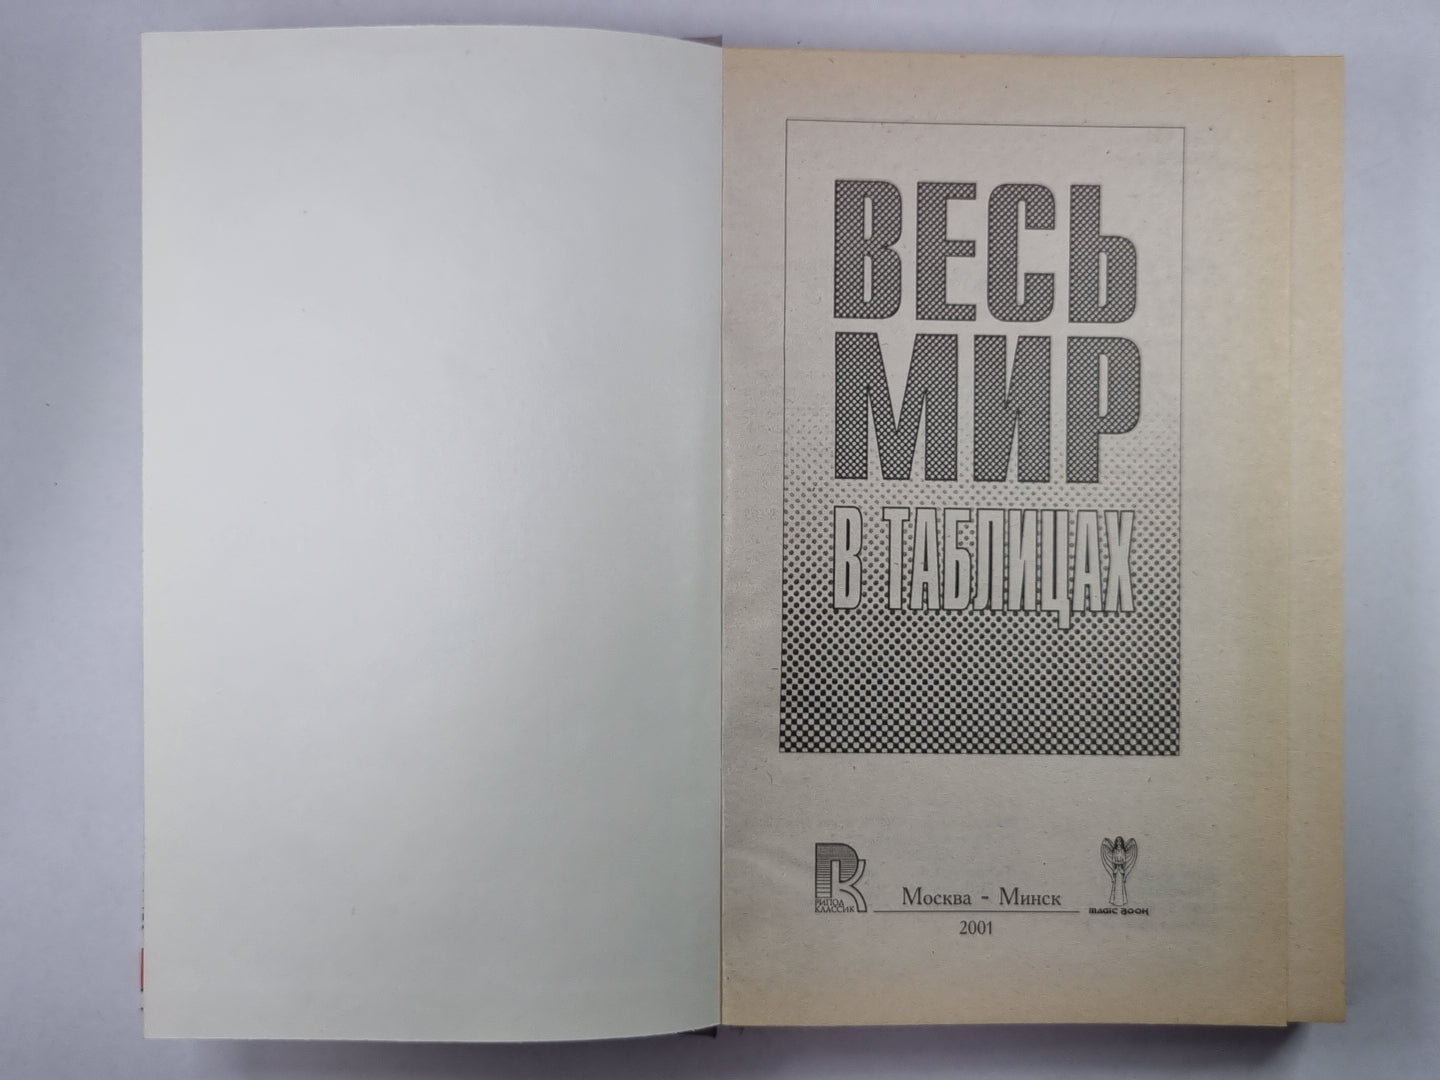 ВЕСЬ
МИР
В ТАБЛИЦАХ
РИПОЛ
КЛАССИК
Москва - Минск
2001
MAGIC BOOK